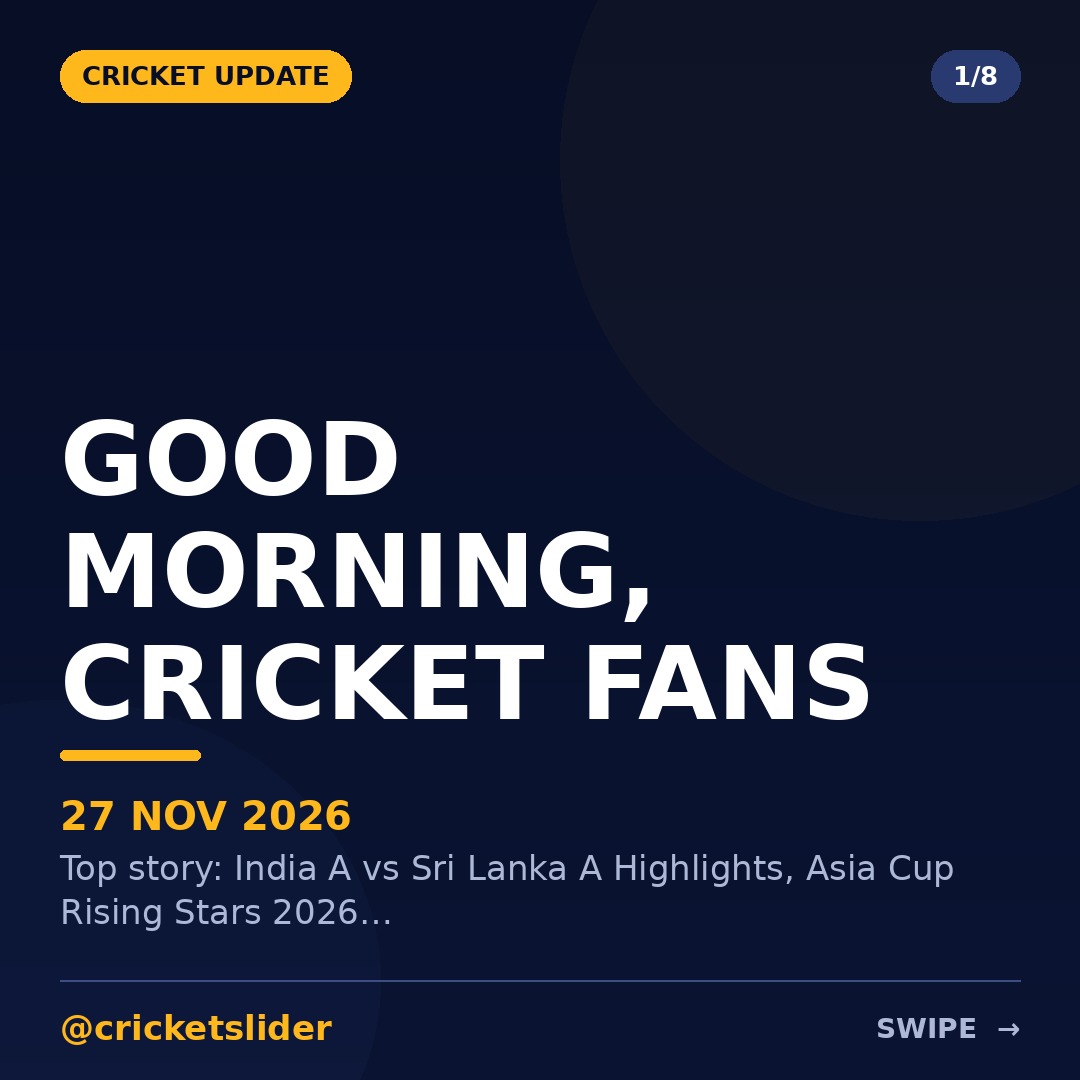 CRICKET UPDATE
1/8
GOOD
MORNING,
CRICKET FANS
27 NOV 2026
Top story: India A vs Sri Lanka A Highlights, Asia Cup
Rising Stars 2026...
@cricketslider
SWIPE →